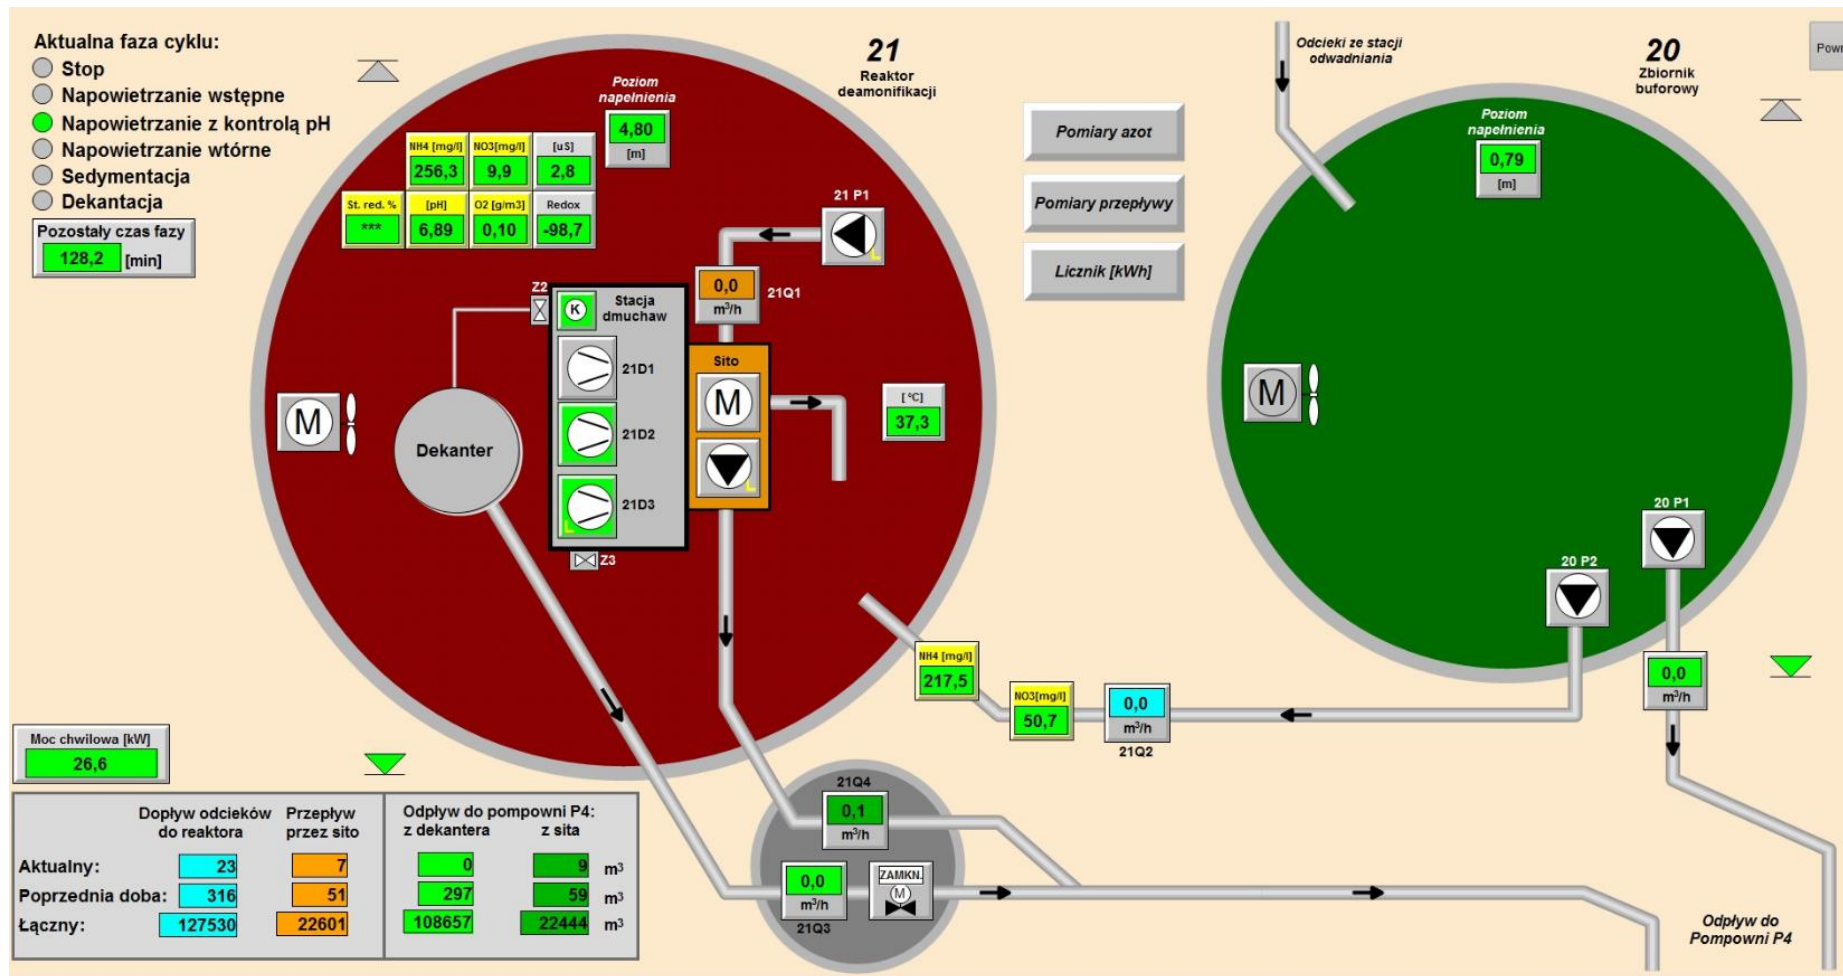 Aktualna faza cyklu:
Stop
Napowietrzanie wstępne
Napowietrzanie z kontrolą pH
Napowietrzanie wtórne
Sedymentacja
Dekantacja
Pozostały czas fazy
128,2 [min]
21
Reaktor
deamonifikacji
Poziom
napełnienia
4,80
[m]
NH4 [mg/l] NO3[mg/l] [uS]
256,3 9,9 2,8
St. red. % [pH] O2 [g/m3] Redox
*** 6,89 0,10 -98,7
21 P1
L
0,0
m³/h
21Q1
Z2
K
Stacja
dmuchaw
21D1
21D2
21D3
L
Z3
Sito
M
L
[ °C]
37,3
M
Dekanter
Pomiary azot
Pomiary przepływy
Licznik [kWh]
Odcieki ze stacji
odwadniania
20
Zbiornik
buforowy
Powr
Poziom
napełnienia
0,79
[m]
M
20 P1
20 P2
0,0
m³/h
NH4 [mg/l]
217,5
NO3[mg/l]
50,7
0,0
m³/h
21Q2
Moc chwilowa [kW]
26,6
Dopływ odcieków
do reaktora
Przepływ
przez sito
Odpływ do pompowni P4:
z dekantera z sita
Aktualny: 23 7 0 9 m³
Poprzednia doba: 316 51 297 59 m³
Łączny: 127530 22601 108657 22444 m³
21Q4
0,1
m³/h
0,0
m³/h
21Q3
ZAMKN.
M
Odpływ do
Pompowni P4